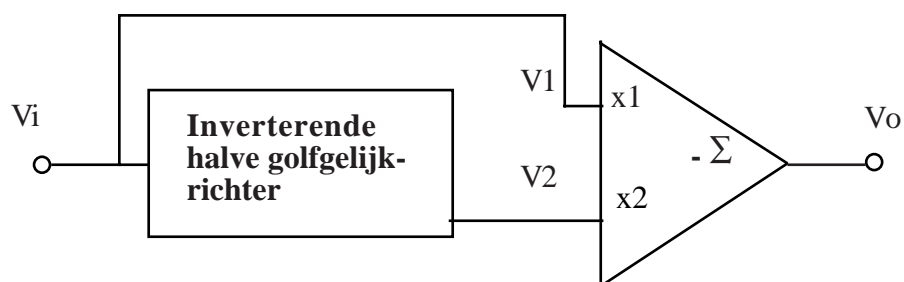 V1
x1
Vi
Inverterende
halve golfgelijk-
richter
Vo
- Σ
V2
x2